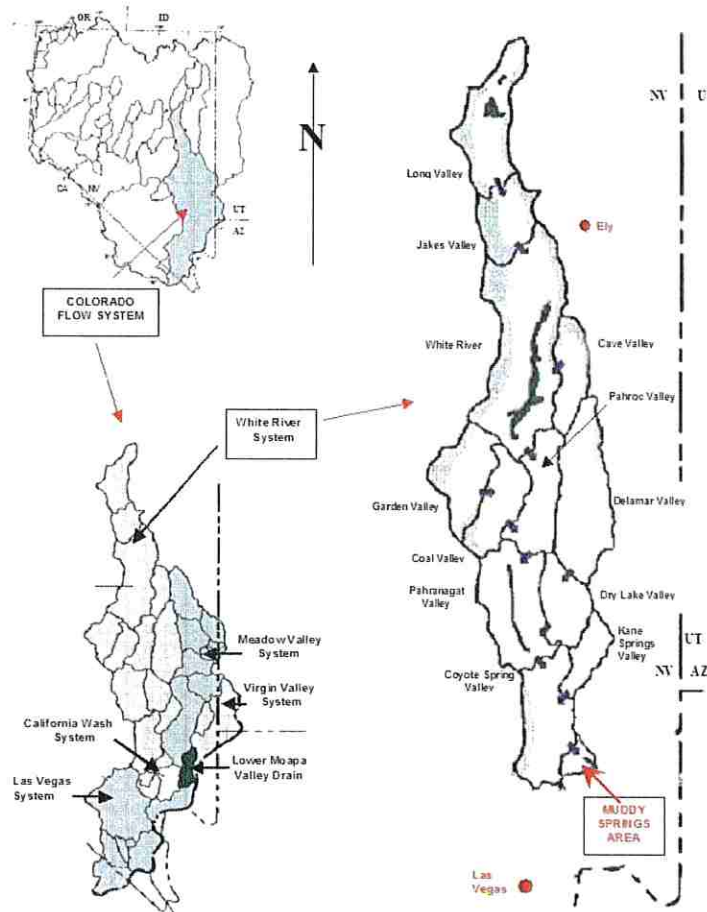 OR
ID
CA
NV
UT
AZ
N
COLORADO
FLOW SYSTEM
White River
System
Meadow Valley
System
Virgin Valley
System
California Wash
System
Lower Moapa
Valley Drain
Las Vegas
System
NV
U
Long Valley
Ely
Jakes Valley
White River
Cave Valley
Pahroc Valley
Garden Valley
Delamar Valley
Coal Valley
Pahranagat
Valley
Dry Lake Valley
Kane
Springs
Valley
UT
NV
AZ
Coyote Spring
Valley
MUDDY
SPRINGS
AREA
Las
Vegas